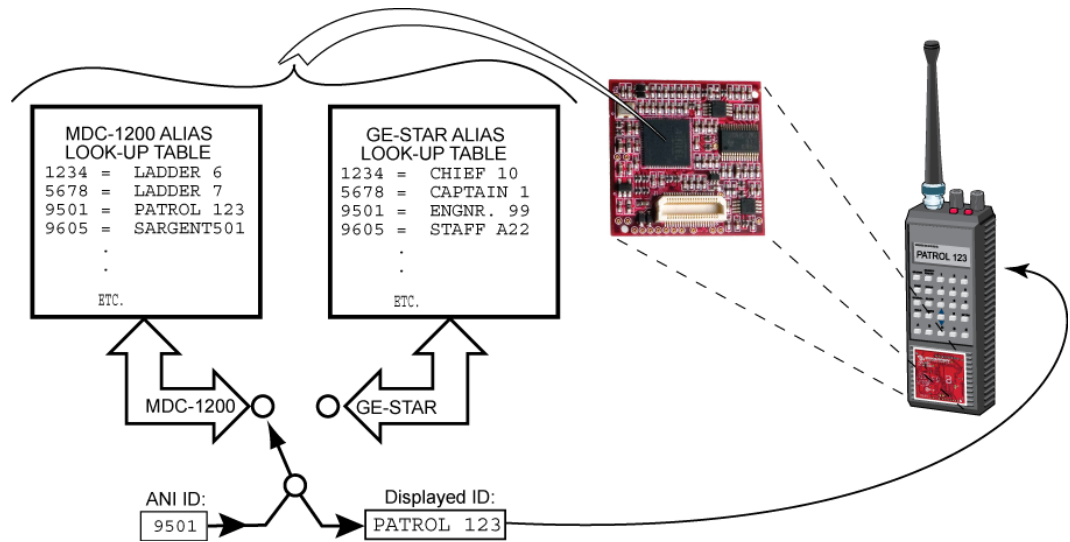 MDC-1200 ALIAS
LOOK-UP TABLE
1234 = LADDER 6
5678 = LADDER 7
9501 = PATROL 123
9605 = SARGENT501
.
.
ETC.
GE-STAR ALIAS
LOOK-UP TABLE
1234 = CHIEF 10
5678 = CAPTAIN 1
9501 = ENGNR. 99
9605 = STAFF A22
.
.
ETC.
PATROL 123
MDC-1200
GE-STAR
ANI ID:
9501
Displayed ID:
PATROL 123